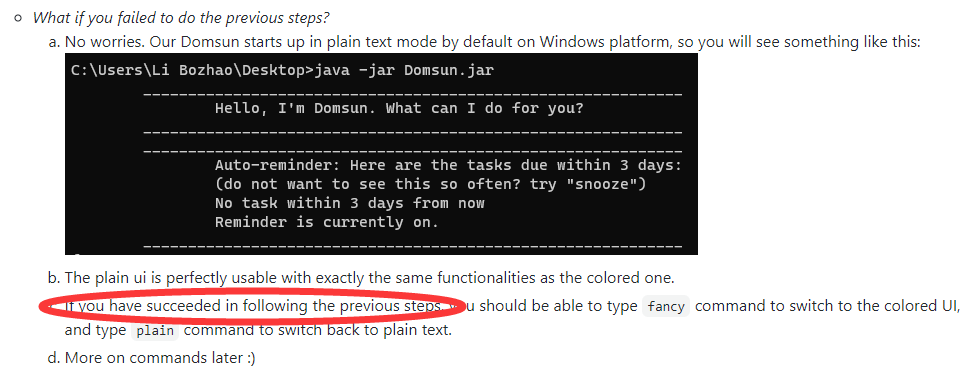 What if you failed to do the previous steps?
a. No worries. Our Domsun starts up in plain text mode by default on Windows platform, so you will see something like this:
C:\Users\Li Bozhao\Desktop>java -jar Domsun.jar
____________________________________________________________
Hello, I'm Domsun. What can I do for you?
____________________________________________________________
____________________________________________________________
Auto-reminder: Here are the tasks due within 3 days:
(do not want to see this so often? try "snooze")
No task within 3 days from now
Reminder is currently on.
____________________________________________________________
b. The plain ui is perfectly usable with exactly the same functionalities as the colored one.
If you have succeeded in following the previous steps, you should be able to type fancy command to switch to the colored UI,
and type plain command to switch back to plain text.
d. More on commands later :)